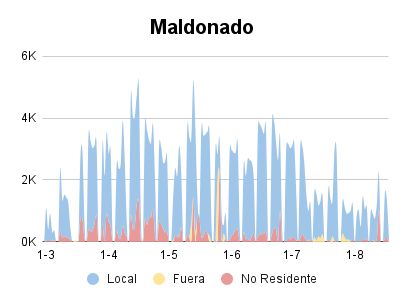 Maldonado
6K
4K
2K
0K
1-3 1-4 1-5 1-6 1-7 1-8
Local Fuera No Residente